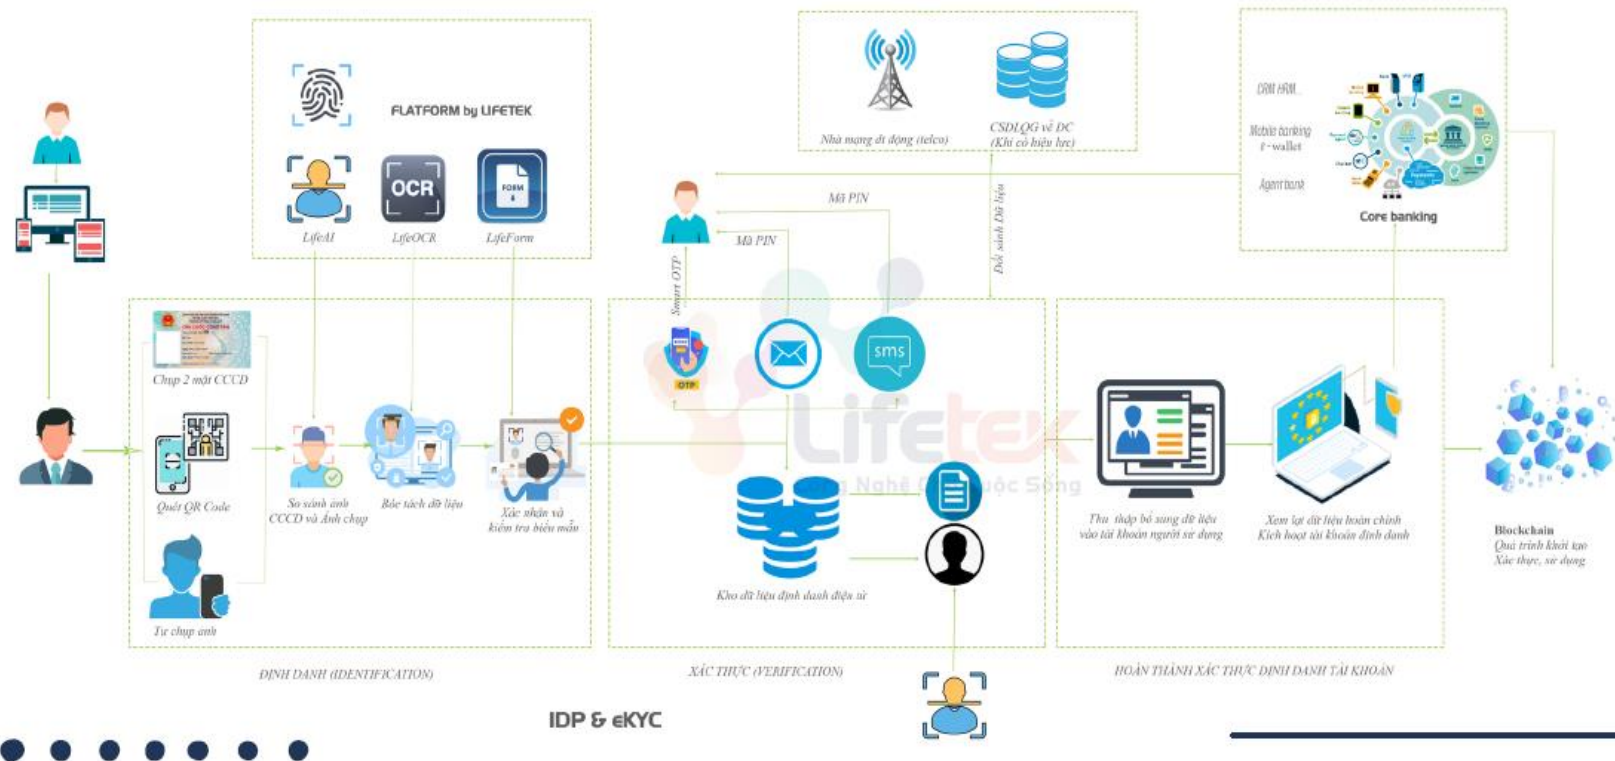 FLATFORM by LIFETEK
LifeAI
LifeOCR
LifeForm
OCR
FORM
Nhà mạng di động (telco)
CSDLQG về DC
(Khi có hiệu lực)
CRM HRM...
Mobile banking
e-wallet
Agent bank
Core banking
Mã PIN
Mã PIN
Smart OTP
Đối sánh Dữ liệu
Chụp 2 mặt CCCD
Quét QR Code
Tự chụp ảnh
So sánh ảnh
CCCD và Ảnh chụp
Bóc tách dữ liệu
Xác nhận và
kiểm tra biểu mẫu
OTP
sms
Lifetek
Kho dữ liệu định danh điện tử
Thu thập bổ sung dữ liệu
vào tài khoản người sử dụng
Xem lại dữ liệu hoàn chỉnh
Kích hoạt tài khoản định danh
Blockchain
Quá trình khởi tạo
Xác thực, sử dụng
ĐỊNH DANH (IDENTIFICATION)
XÁC THỰC (VERIFICATION)
HOÀN THÀNH XÁC THỰC ĐỊNH DANH TÀI KHOẢN
IDP & eKYC